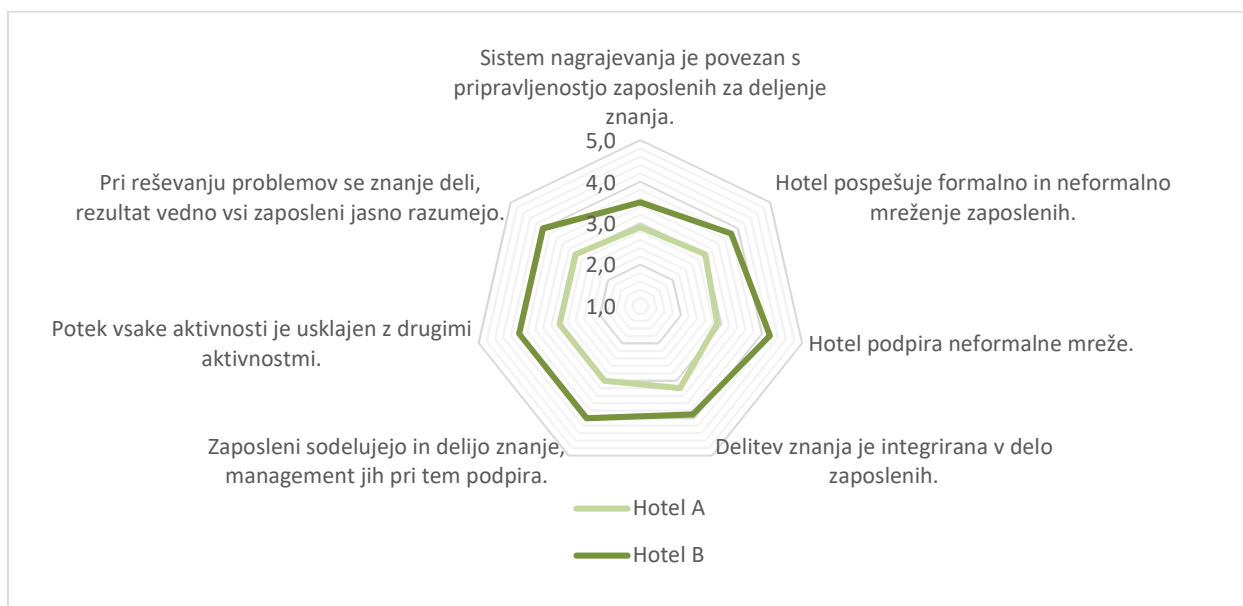 Sistem nagrajevanja je povezan s
pripravljenostjo zaposlenih za deljenje
znanja.
5,0
4,0
3,0
2,0
1,0
Hotel pospešuje formalno in neformalno
mreženje zaposlenih.
Hotel podpira neformalne mreže.
Delitev znanja je integrirana v delo
zaposlenih.
Zaposleni sodelujejo in delijo znanje,
management jih pri tem podpira.
Potek vsake aktivnosti je usklajen z drugimi
aktivnostmi.
Pri reševanju problemov se znanje deli,
rezultat vedno vsi zaposleni jasno razumejo.
Hotel A
Hotel B